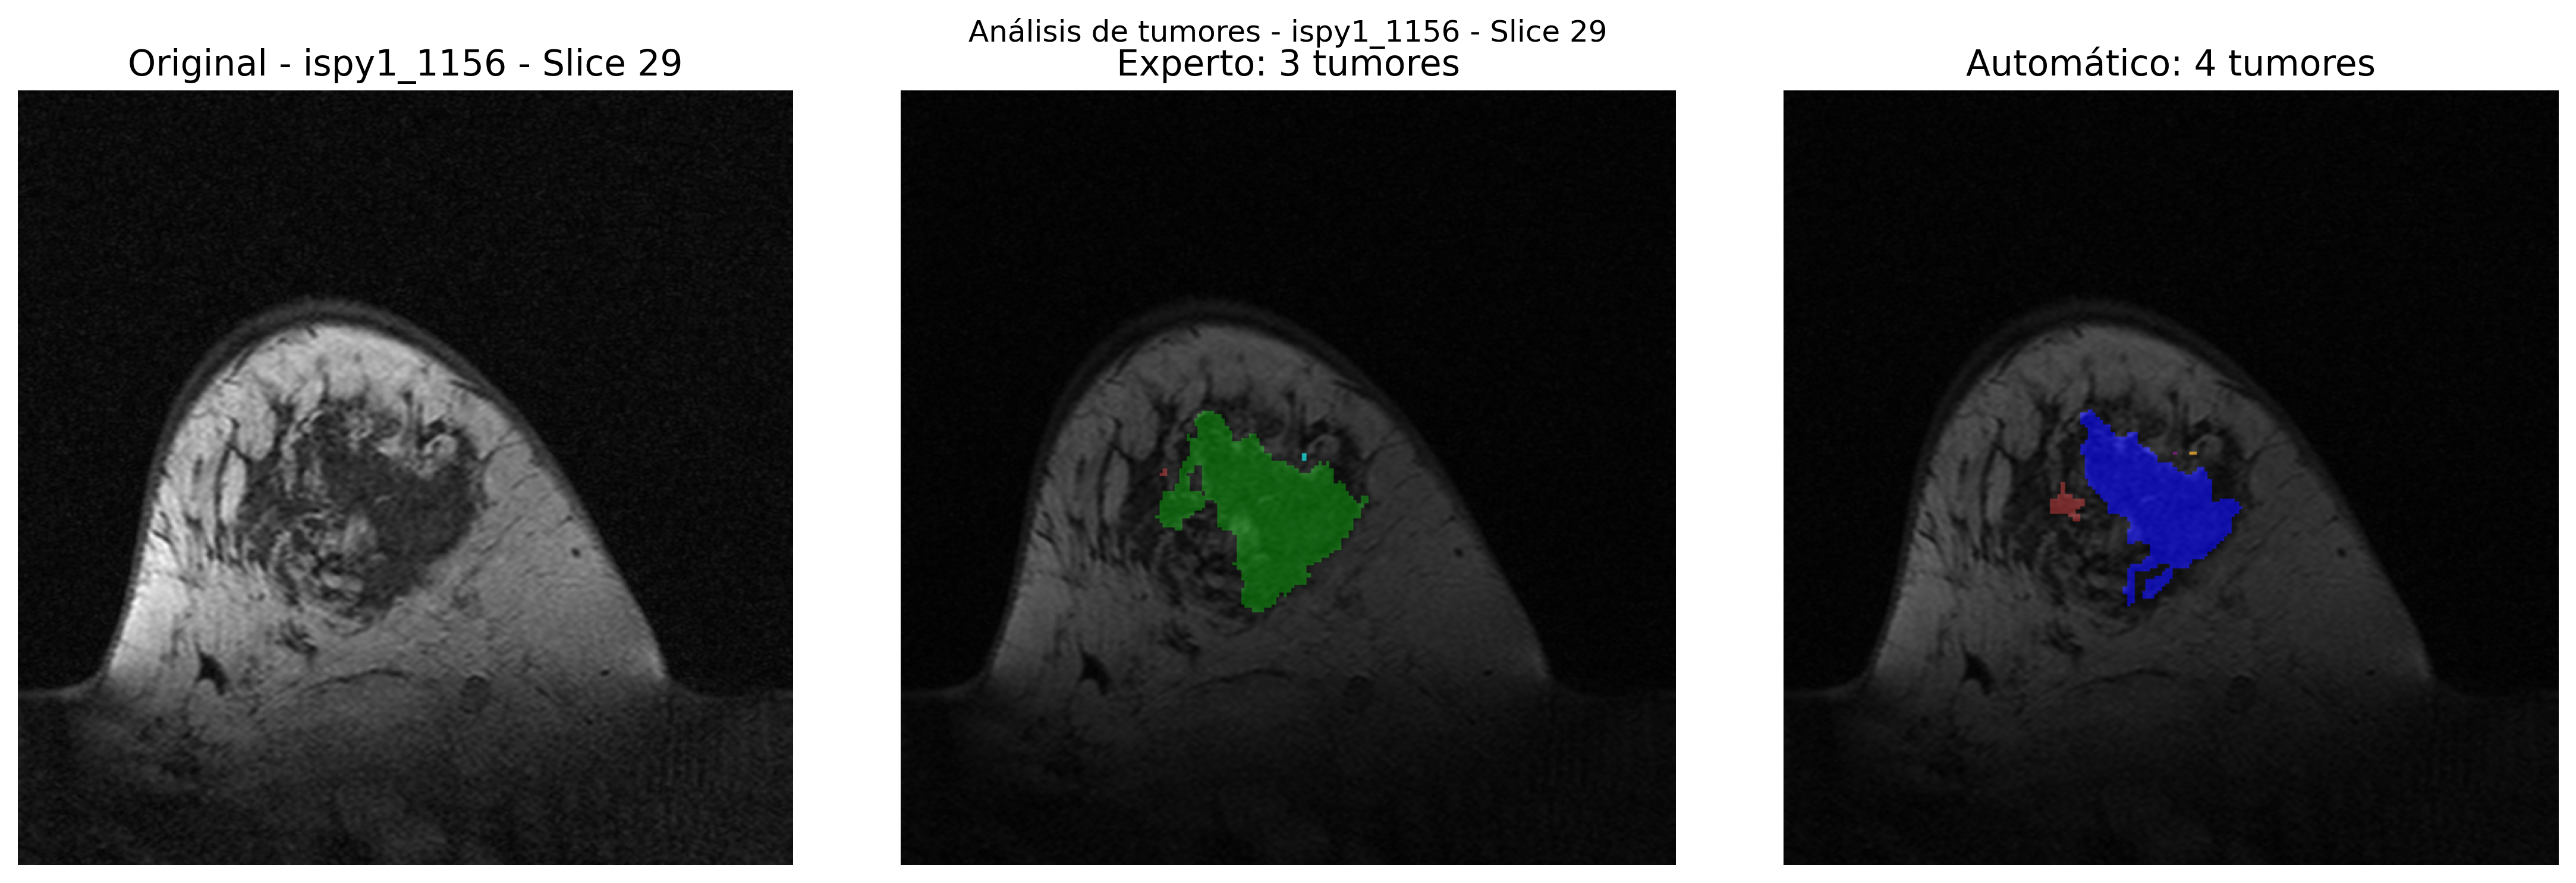 Análisis de tumores - ispy1_1156 - Slice 29
Original - ispy1_1156 - Slice 29
Experto: 3 tumores
Automático: 4 tumores